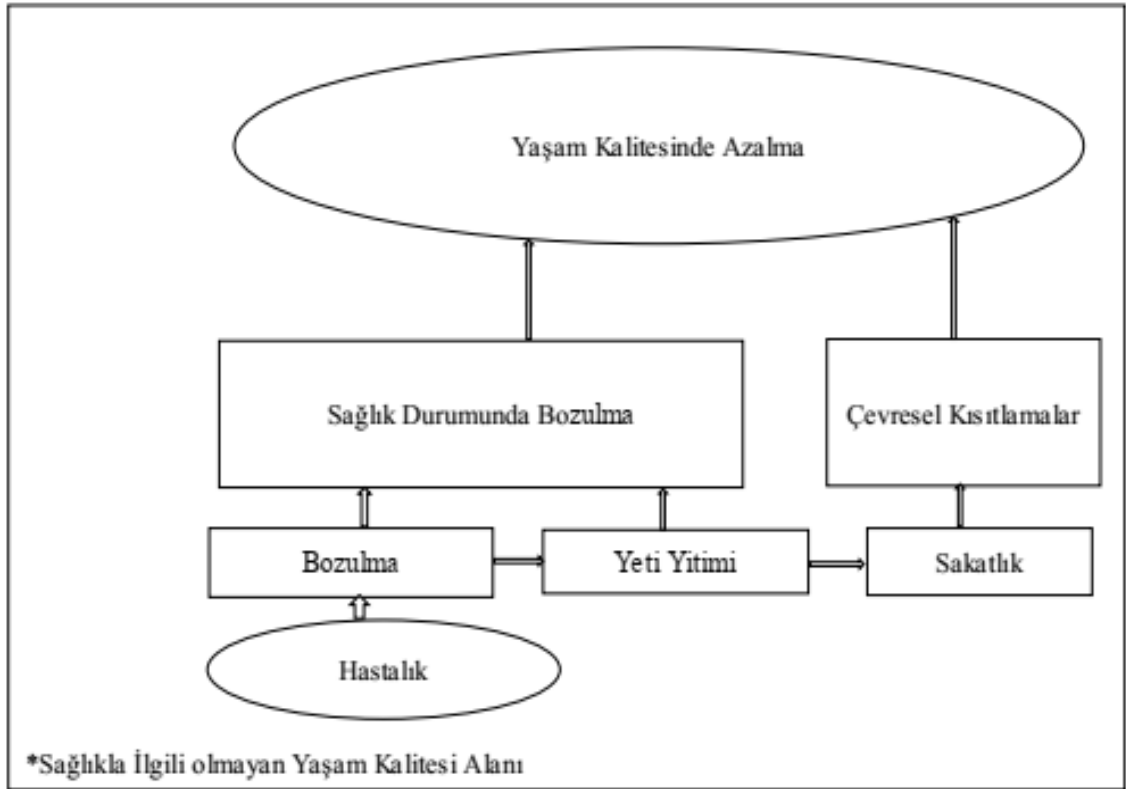 Yaşam Kalitesinde Azalma
Sağlık Durumunda Bozulma
Çevresel Kısıtlamalar
Bozulma
Yeti Yitimi
Sakatlık
Hastalık
*Sağlıkla İlgili olmayan Yaşam Kalitesi Alanı